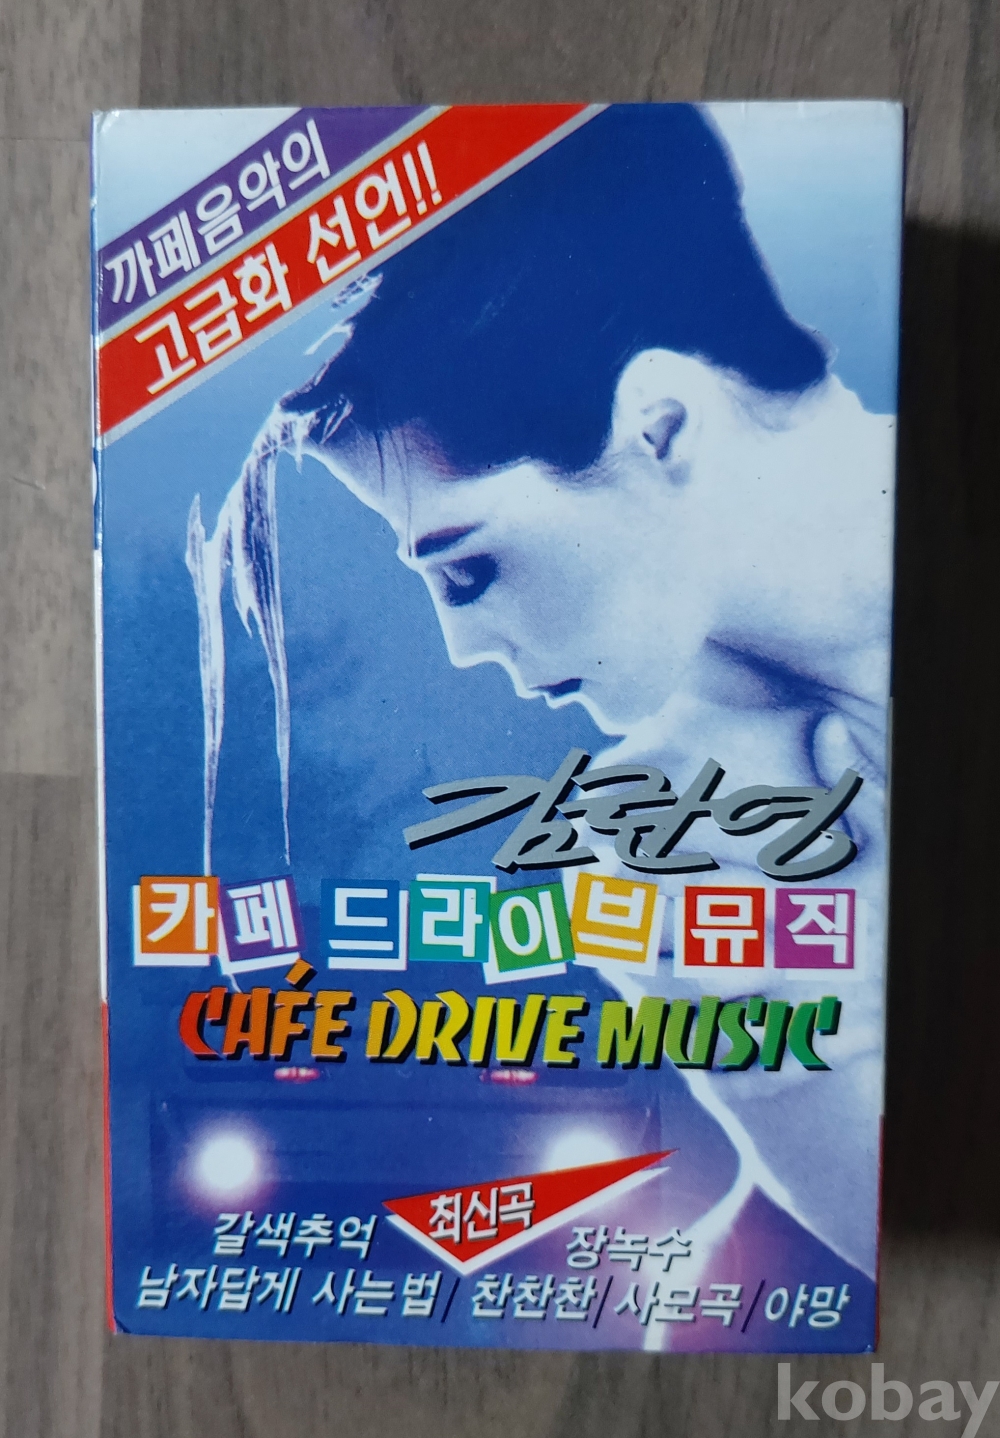 까페음악의
고급화 선언!!
김란영
카페 드라이브 뮤직
CAFÉ DRIVE MUSIC
최신곡
갈색추억 장녹수
남자답게 사는법/찬찬찬/사모곡/야망
kobay